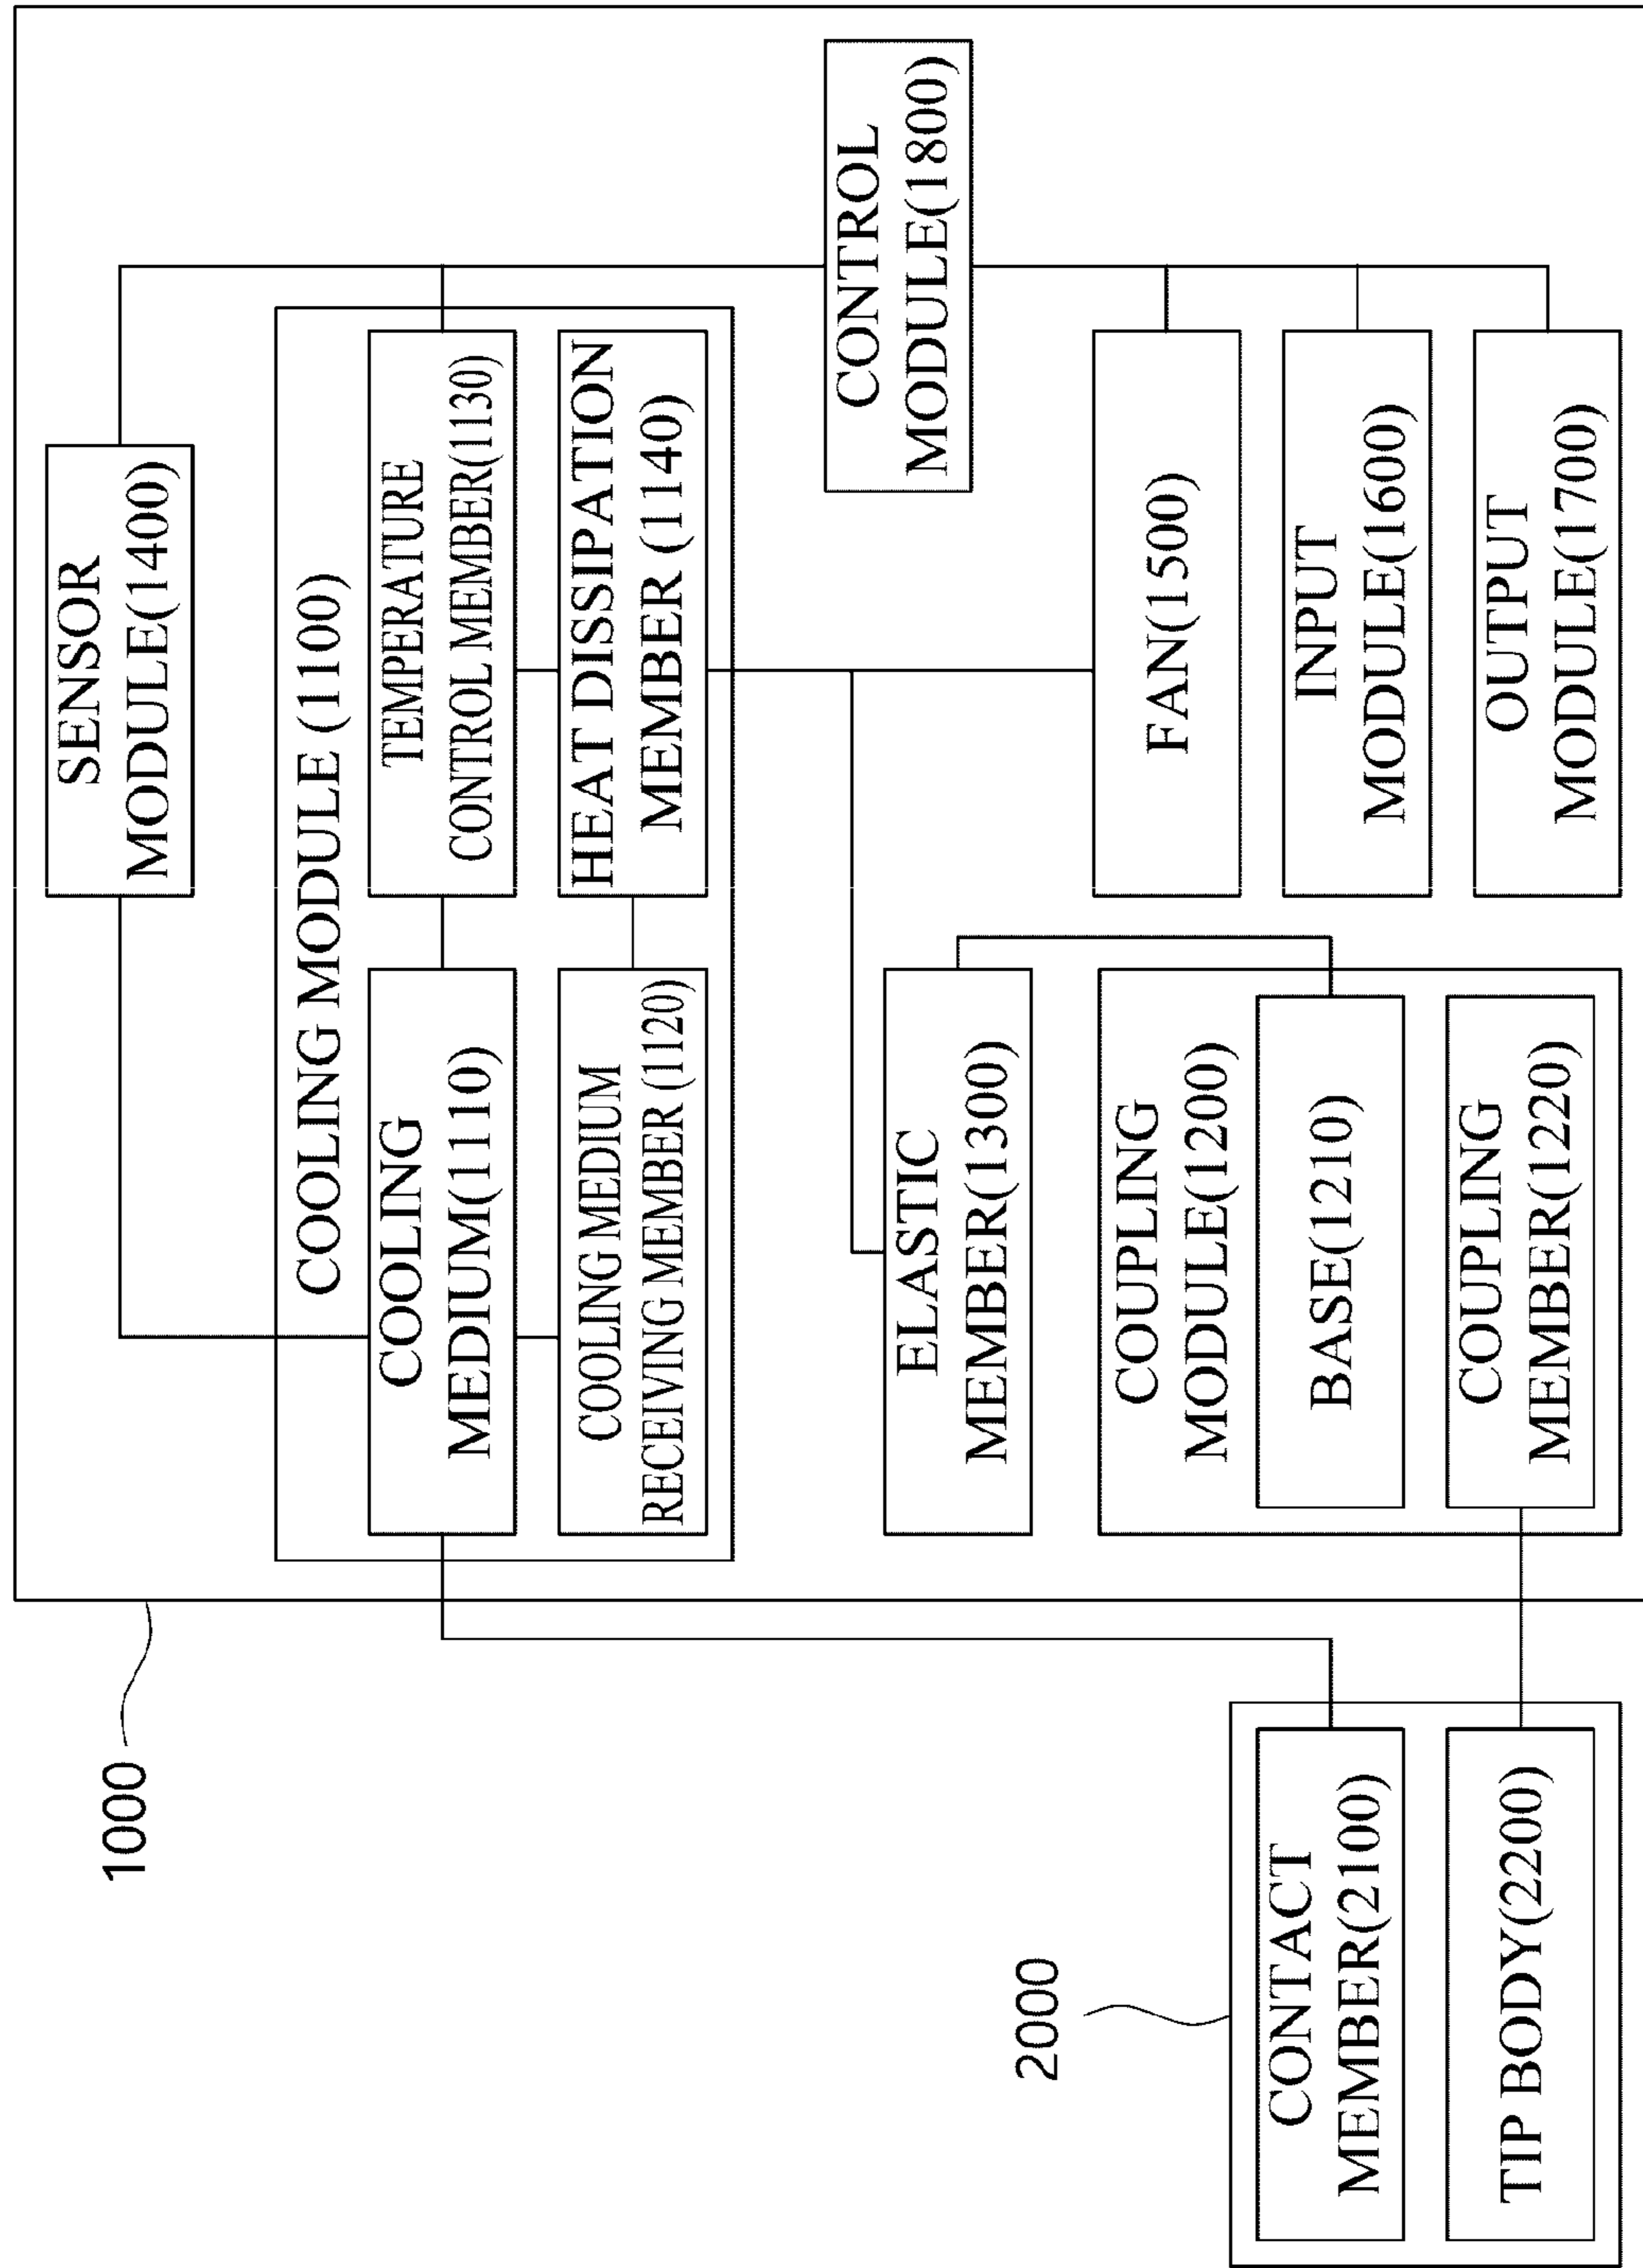 1000
SENSOR
MODULE(1400)
COOLING MODULE (1100)
COOLING
MEDIUM(1110)
TEMPERATURE
CONTROL MEMBER(1130)
COOLING MEDIUM
RECEIVING MEMBER (1120)
HEAT DISSIPATION
MEMBER (1140)
CONTROL
MODULE(1800)
ELASTIC
MEMBER(1300)
2000
CONTACT
MEMBER(2100)
TIP BODY(2200)
COUPLING
MODULE(1200)
BASE(1210)
COUPLING
MEMBER(1220)
FAN(1500)
INPUT
MODULE(1600)
OUTPUT
MODULE(1700)